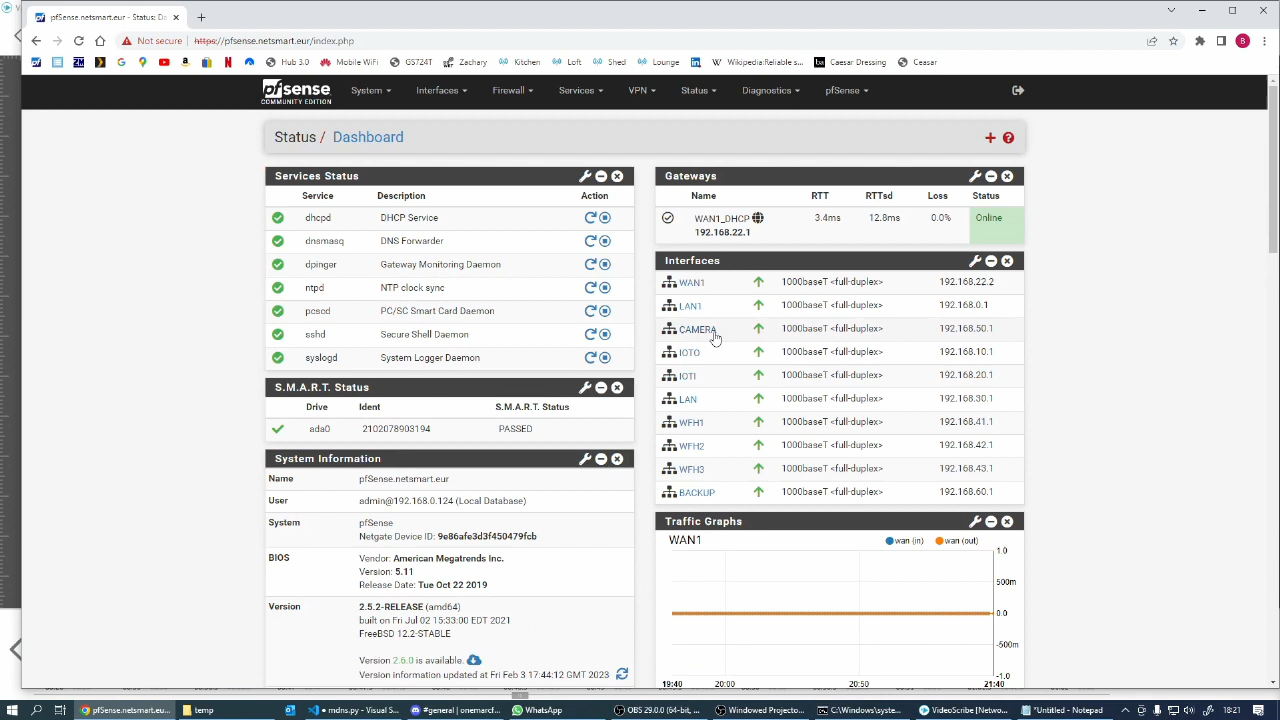 pfSense.netsmart.eur - Status: Da
Not secure https://pfsense.netsmart.eur/index.php
Hub 3.0 Mobile WiFi CCTV Zachary Loft Lounge Wikipedia Reliabili... Caesar Dressin... Ceasar
pfsense System Interfaces Firewall Services VPN Status Diagnostics pfSense
COMMUNITY EDITION
Status / Dashboard
Services Status
Service Description Action
dhcpd DHCP Service
dnsmasq DNS Forwarder
dpinger Gateway Monitoring Daemon
ntpd NTP clock sync
pcscd PC/SC Smart Card Daemon
sshd Secure Shell Daemon
syslogd System Logger Daemon
S.M.A.R.T. Status
Drive Ident S.M.A.R.T. Status
ada0 2102078903194 PASSED
System Information
Name pfSense.netsmart.eur
User admin@192.168.0.124 (Local Database)
System pfSense
Netgate Device ID:
BIOS Vendor: American Megatrends Inc.
Version: 5.11
Release Date: Tue Oct 22 2019
Version 2.5.2-RELEASE (amd64)
built on Fri Jul 02 15:33:00 EDT 2021
FreeBSD 12.2-STABLE
Version 2.6.0 is available.
Version information updated at Fri Feb 3 17:44:12 GMT 2023
Gateways
Name RTT RTTsd Loss Status
WAN1_DHCP 3.4ms 0.0% Online
192.168.22.1
Interfaces
WAN1 1000baseT <full-duplex> 192.168.22.2
LAN1 1000baseT <full-duplex> 192.168.0.1
1000baseT <full-duplex> 192.168.50.1
IOTO 1000baseT <full-duplex> 192.168.10.1
1000baseT <full-duplex> 192.168.20.1
LAN 1000baseT <full-duplex> 192.168.30.1
WFH1 1000baseT <full-duplex> 192.168.41.1
WFH2 1000baseT <full-duplex> 192.168.42.1
WFH3 1000baseT <full-duplex> 192.168.43.1
BACKUP 1000baseT <full-duplex> 192.168.60.1
Traffic Graphs
WAN1 wan (in) wan (out)
1.0
500m
0.0
-500m
-1.0
19:40 20:00 20:50 21:40
pfSense.netsmart.eu... temp mdns.py - Visual S... #general | onemarc... WhatsApp OBS 29.0.0 (64-bit, ... Windowed Projecto... C:\Windows\System... VideoScribe [Newov... *Untitled - Notepad 18:21